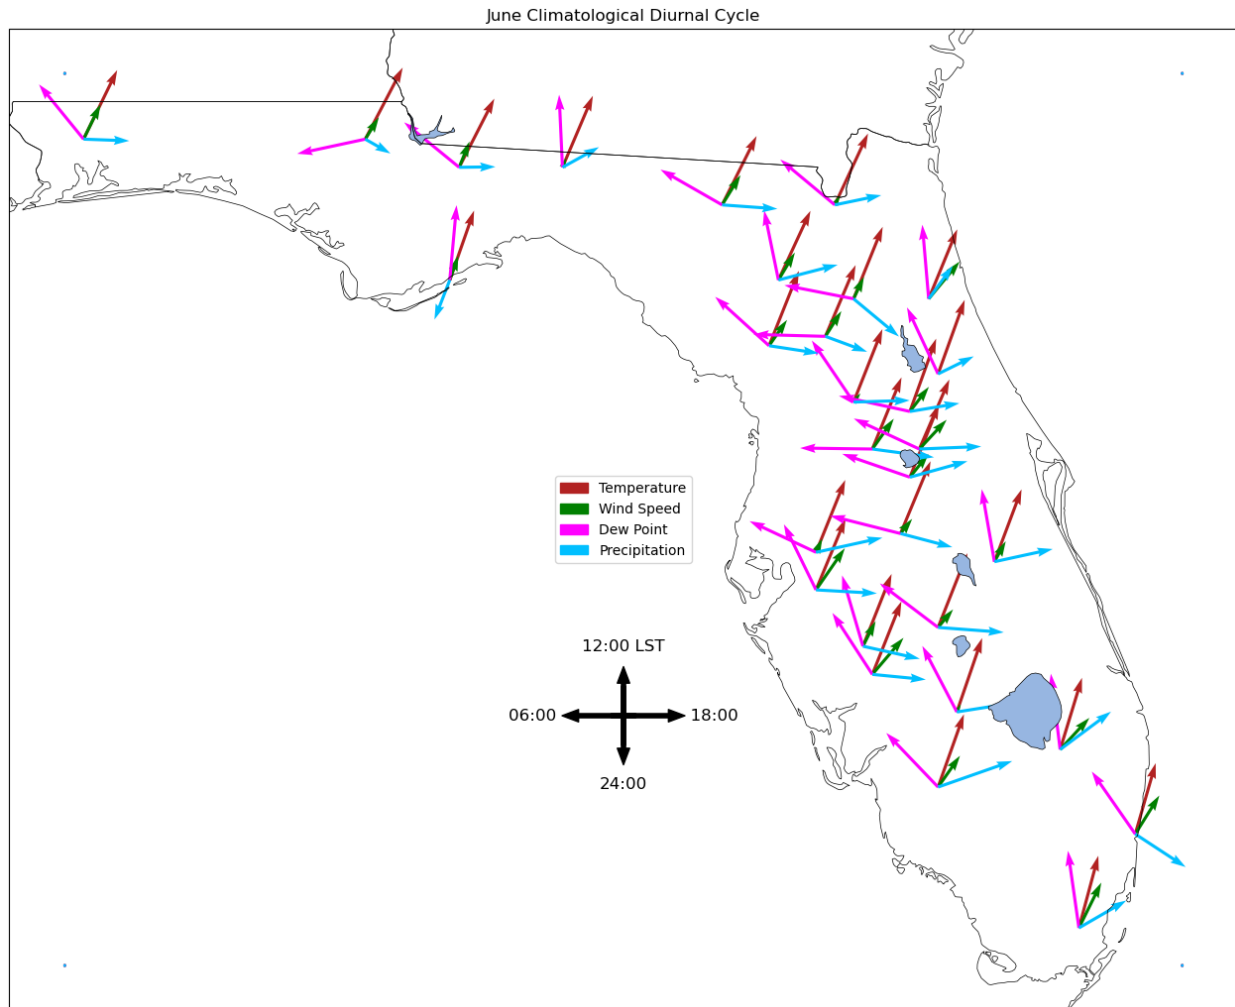 June Climatological Diurnal Cycle
Temperature
Wind Speed
Dew Point
Precipitation
12:00 LST
06:00
18:00
24:00